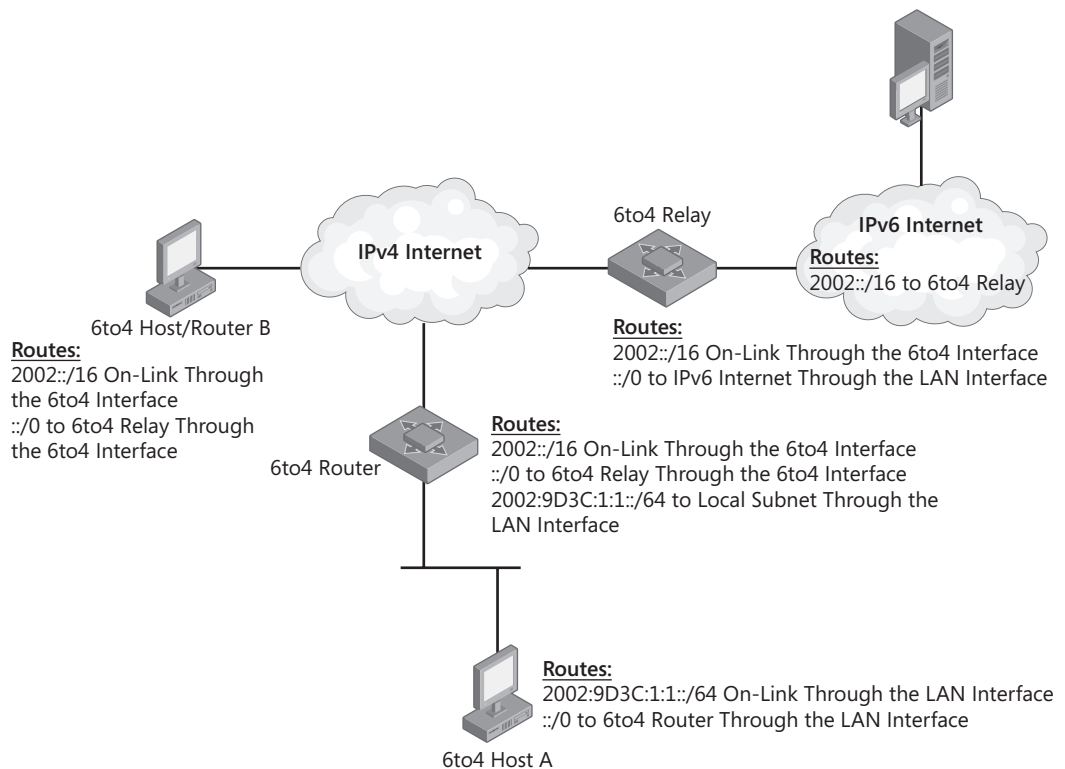 6to4 Relay
IPv6 Internet
Routes:
2002::/16 to 6to4 Relay
IPv4 Internet
6to4 Host/Router B
Routes:
2002::/16 On-Link Through
the 6to4 Interface
::/0 to 6to4 Relay Through
the 6to4 Interface
Routes:
2002::/16 On-Link Through the 6to4 Interface
::/0 to IPv6 Internet Through the LAN Interface
6to4 Router
Routes:
2002::/16 On-Link Through the 6to4 Interface
::/0 to 6to4 Relay Through the 6to4 Interface
2002:9D3C:1:1::/64 to Local Subnet Through the
LAN Interface
Routes:
2002:9D3C:1:1::/64 On-Link Through the LAN Interface
::/0 to 6to4 Router Through the LAN Interface
6to4 Host A